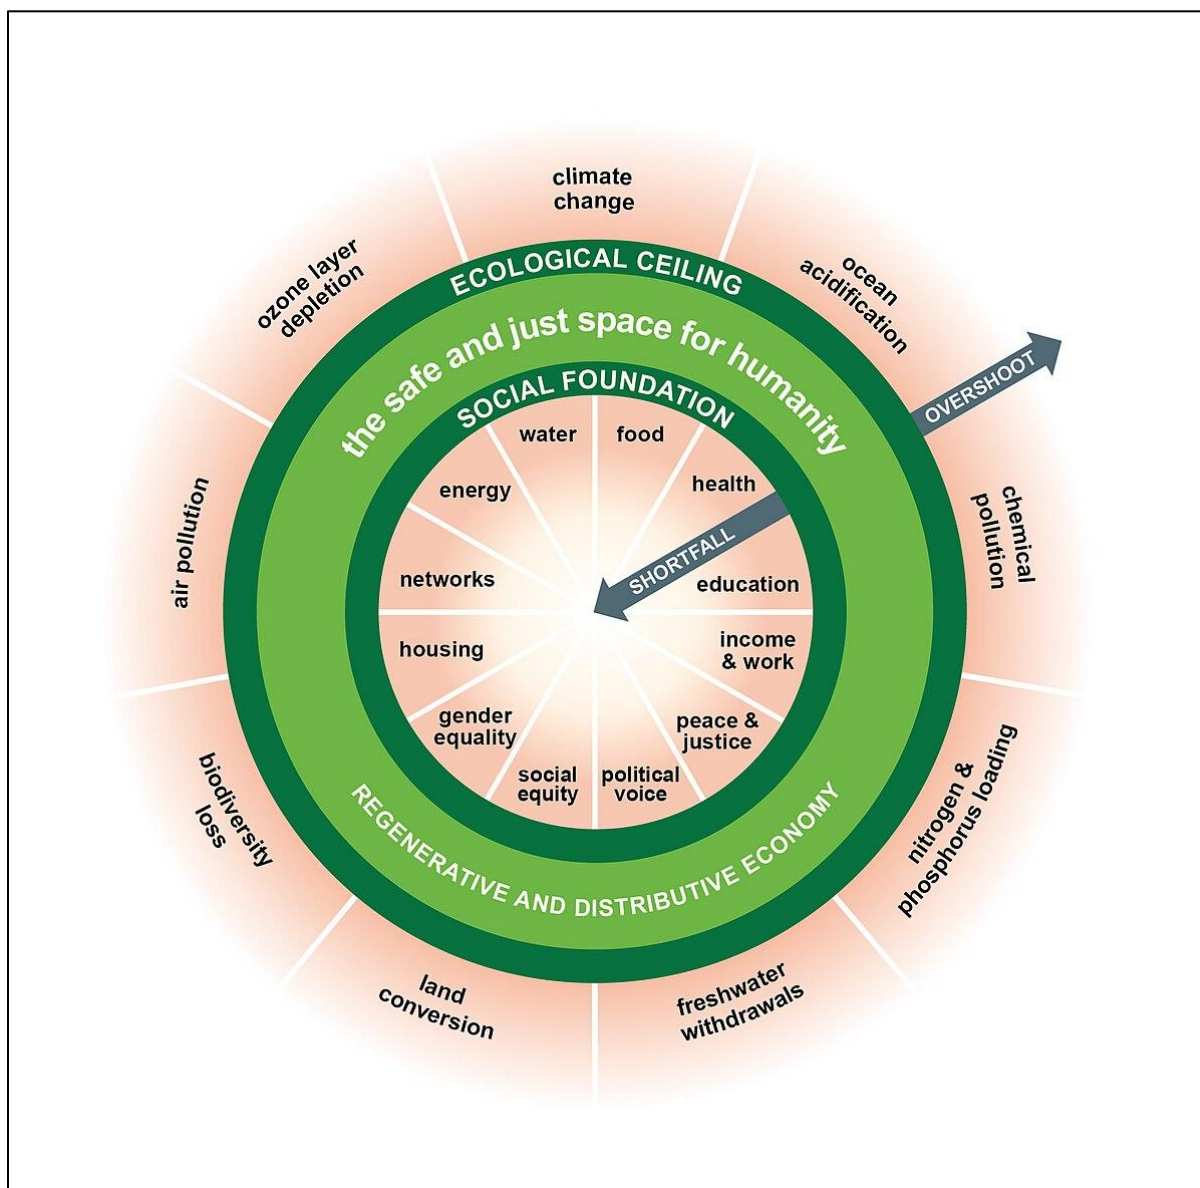 climate
change
ocean
acidification
OVERSHOOT
chemical
pollution
nitrogen &
phosphorus loading
freshwater
withdrawals
land
conversion
biodiversity
loss
air pollution
ozone layer
depletion
ECOLOGICAL CEILING
the safe and just space for humanity
SOCIAL FOUNDATION
water
food
health
SHORTFALL
education
income
& work
peace &
justice
political
voice
social
equity
gender
equality
housing
networks
energy
REGENERATIVE AND DISTRIBUTIVE ECONOMY